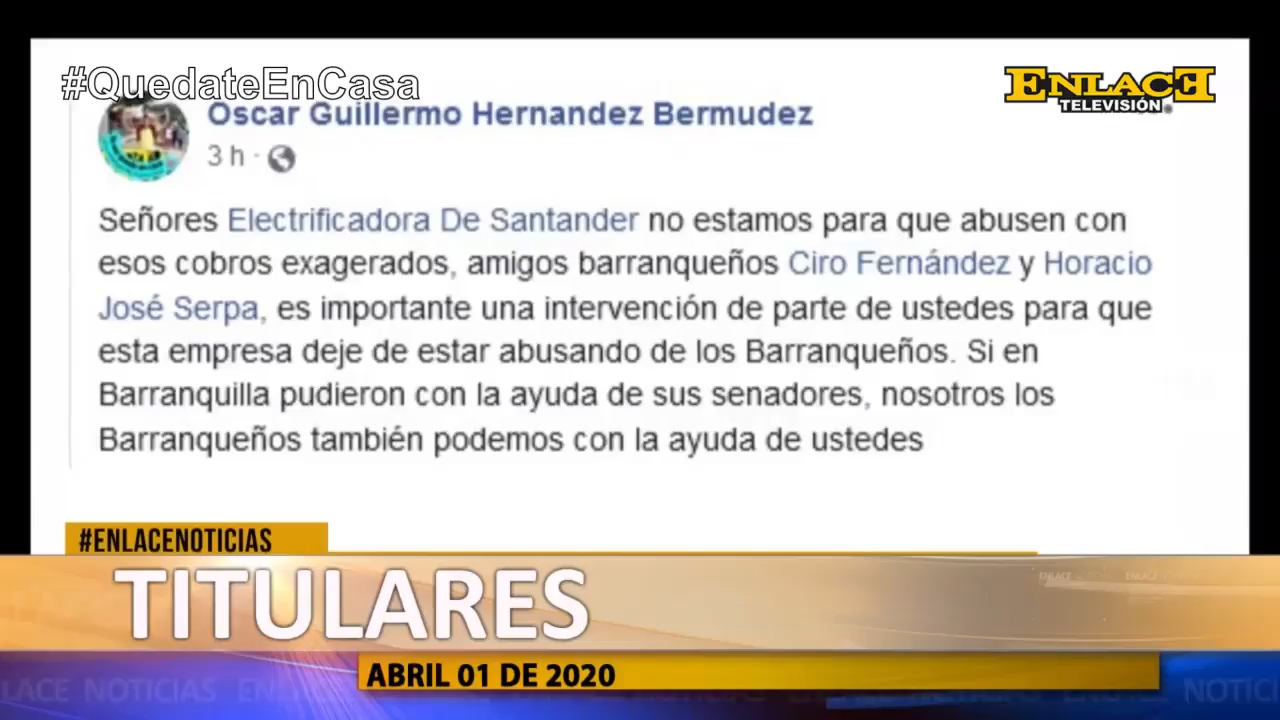 #QuedateEnCasa
ENLACE
TELEVISIÓN
Oscar Guillermo Hernandez Bermudez
3 h ·
Señores Electrificadora De Santander no estamos para que abusen con
esos cobros exagerados, amigos barranqueños Ciro Fernández y Horacio
José Serpa, es importante una intervención de parte de ustedes para que
esta empresa deje de estar abusando de los Barranqueños. Si en
Barranquilla pudieron con la ayuda de sus senadores, nosotros los
Barranqueños también podemos con la ayuda de ustedes
#ENLACENOTICIAS
TITULARES
ABRIL 01 DE 2020
LACE NOTICIAS
NOTIC